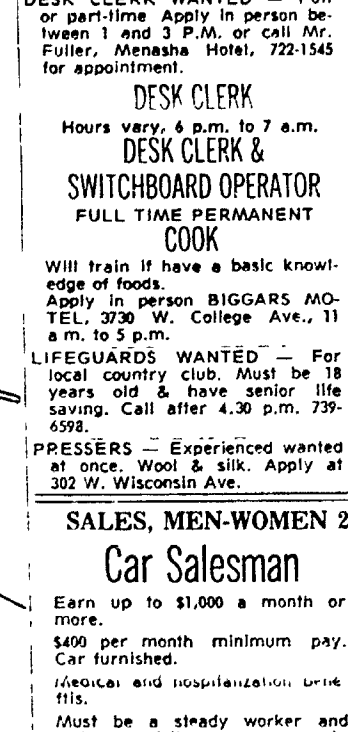 DESK CLERK WANTED —
or part-time Apply in person be-
tween 1 and 3 P.M. or call Mr.
Fuller, Menasha Hotel, 722-1545
for appointment.
DESK CLERK
Hours vary, 6 p.m. to 7 a.m.
DESK CLERK &
SWITCHBOARD OPERATOR
FULL TIME PERMANENT
COOK
Will train if have a basic knowl-
edge of foods.
Apply in person BIGGARS MO-
TEL, 3730 W. College Ave., 11
a m. to 5 p.m.
LIFEGUARDS WANTED — For
local country club. Must be 18
years old & have senior life
saving. Call after 4.30 p.m. 739-
6598.
PRESSERS — Experienced wanted
at once. Wool & silk. Apply at
302 W. Wisconsin Ave.
SALES, MEN-WOMEN 2
Car Salesman
Earn up to $1,000 a month or
more.
$400 per month minimum pay.
Car furnished.
Medical and hospitalization bene
fits.
Must be a steady worker and